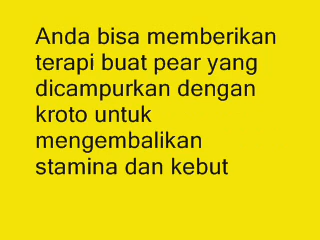 Anda bisa memberikan
terapi buat pear yang
dicampurkan dengan
kroto untuk
mengembalikan
stamina dan kebut